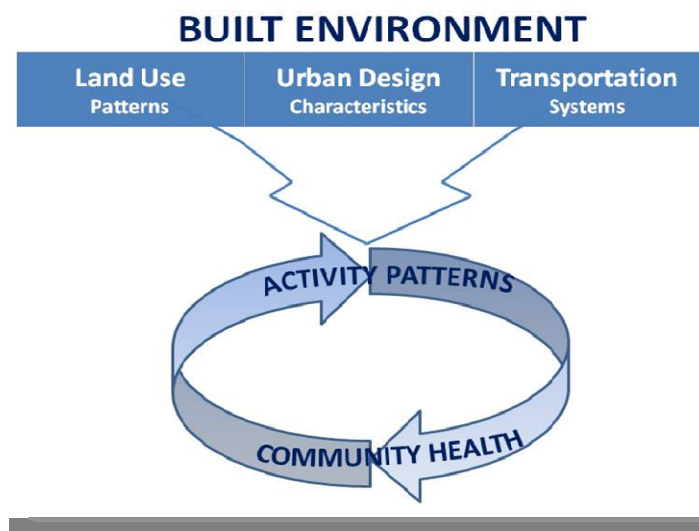 BUILT ENVIRONMENT
Land Use
Patterns
Urban Design
Characteristics
Transportation
Systems
ACTIVITY PATTERNS
COMMUNITY HEALTH